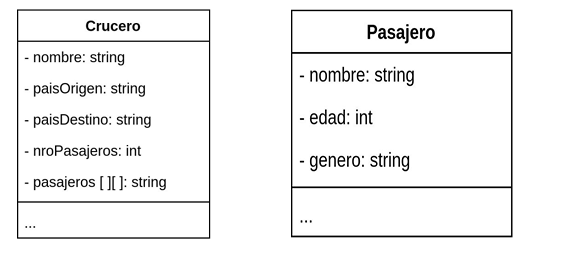 Crucero
- nombre: string
- paisOrigen: string
- paisDestino: string
- nroPasajeros: int
- pasajeros [ ][ ]: string
...
Pasajero
- nombre: string
- edad: int
- genero: string
...